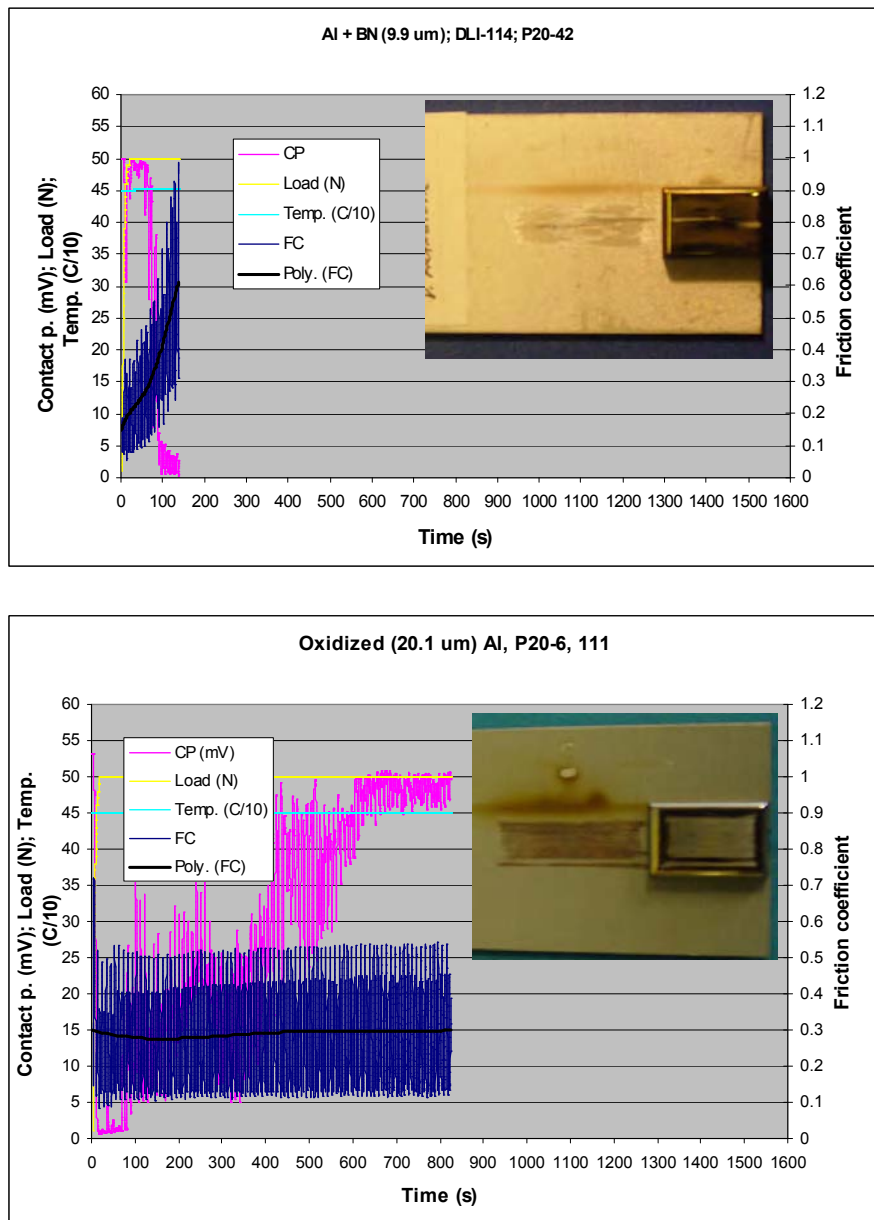 Al + BN (9.9 um); DLI-114; P20-42
Contact p. (mV); Load (N);
Temp. (C/10)
60
55
50
45
40
35
30
25
20
15
10
5
0
CP
Load (N)
Temp. (C/10)
FC
Poly. (FC)
1.2
1.1
1
0.9
0.8
0.7
0.6
0.5
0.4
0.3
0.2
0.1
0
Friction coefficient
0 100 200 300 400 500 600 700 800 900 1000 1100 1200 1300 1400 1500 1600
Time (s)
Oxidized (20.1 um) Al, P20-6, 111
Contact p. (mV); Load (N); Temp.
(C/10)
60
55
50
45
40
35
30
25
20
15
10
5
0
CP (mV)
Load (N)
Temp. (C/10)
FC
Poly. (FC)
1.2
1.1
1
0.9
0.8
0.7
0.6
0.5
0.4
0.3
0.2
0.1
0
Friction coefficient
0 100 200 300 400 500 600 700 800 900 1000 1100 1200 1300 1400 1500 1600
Time (s)